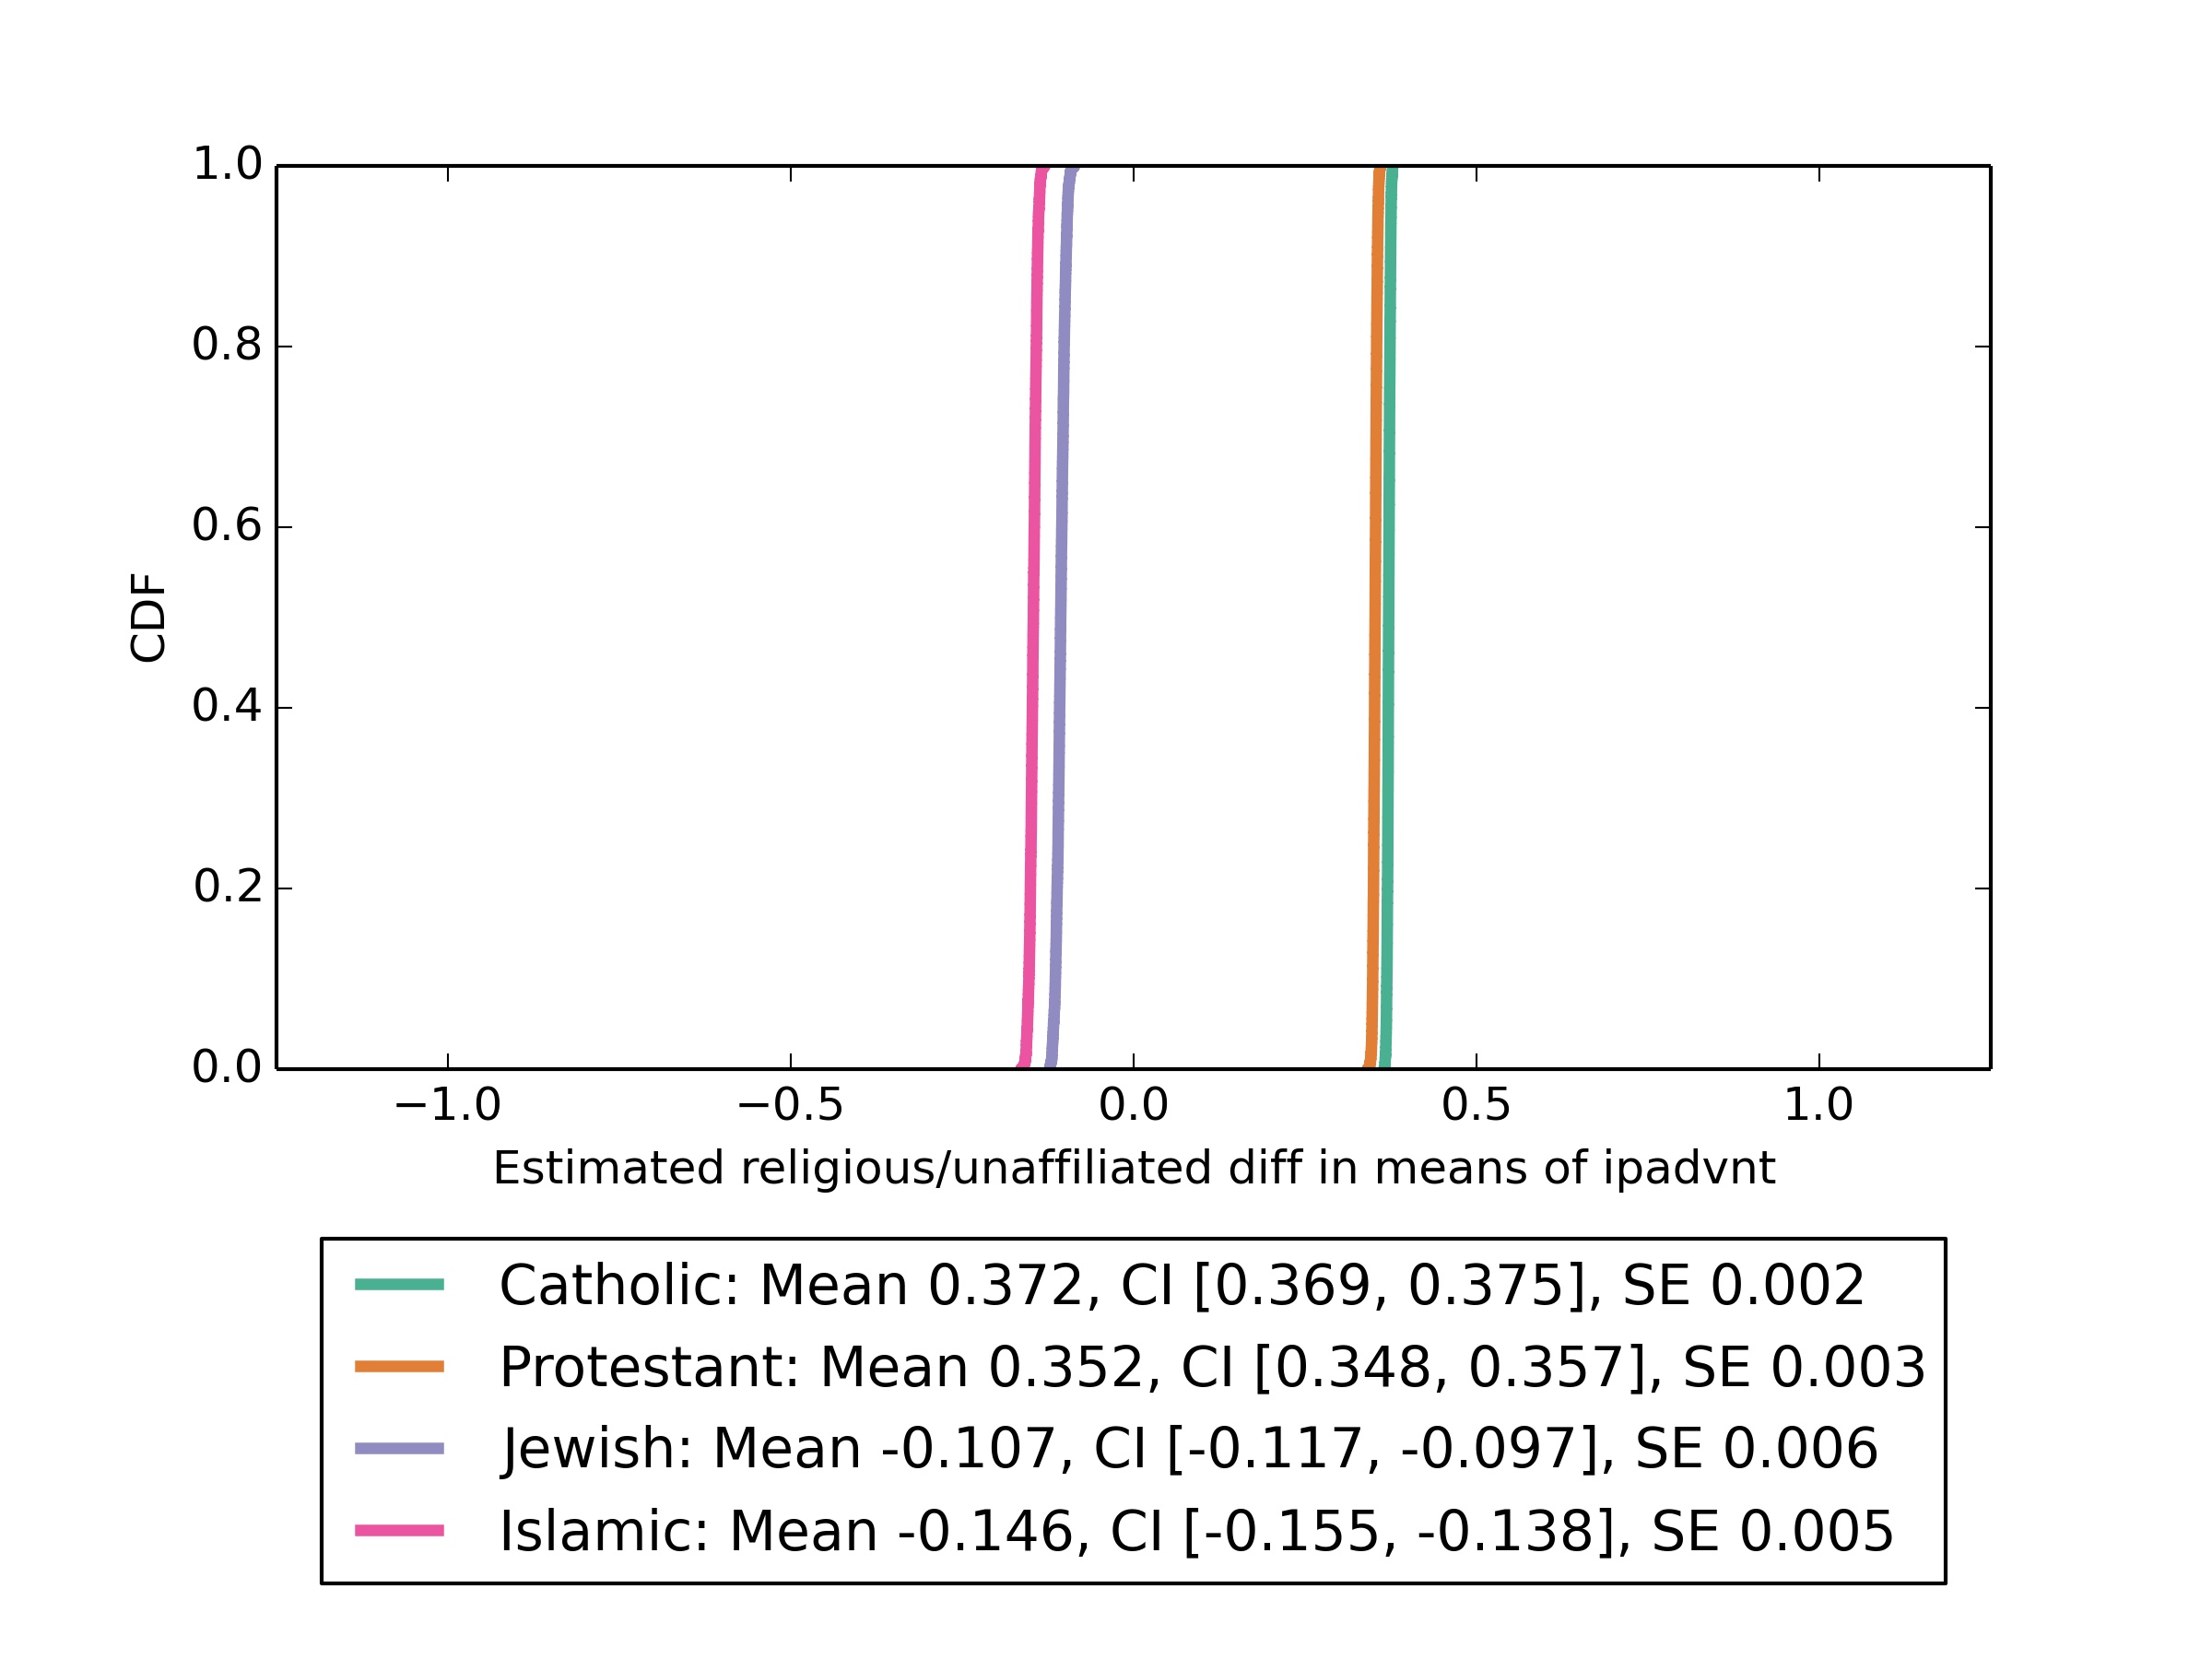 1.0
0.8
0.6
0.4
0.2
0.0
CDF
−1.0 −0.5 0.0 0.5 1.0
Estimated religious/unaffiliated diff in means of ipadvnt
Catholic: Mean 0.372, CI [0.369, 0.375], SE 0.002
Protestant: Mean 0.352, CI [0.348, 0.357], SE 0.003
Jewish: Mean -0.107, CI [-0.117, -0.097], SE 0.006
Islamic: Mean -0.146, CI [-0.155, -0.138], SE 0.005